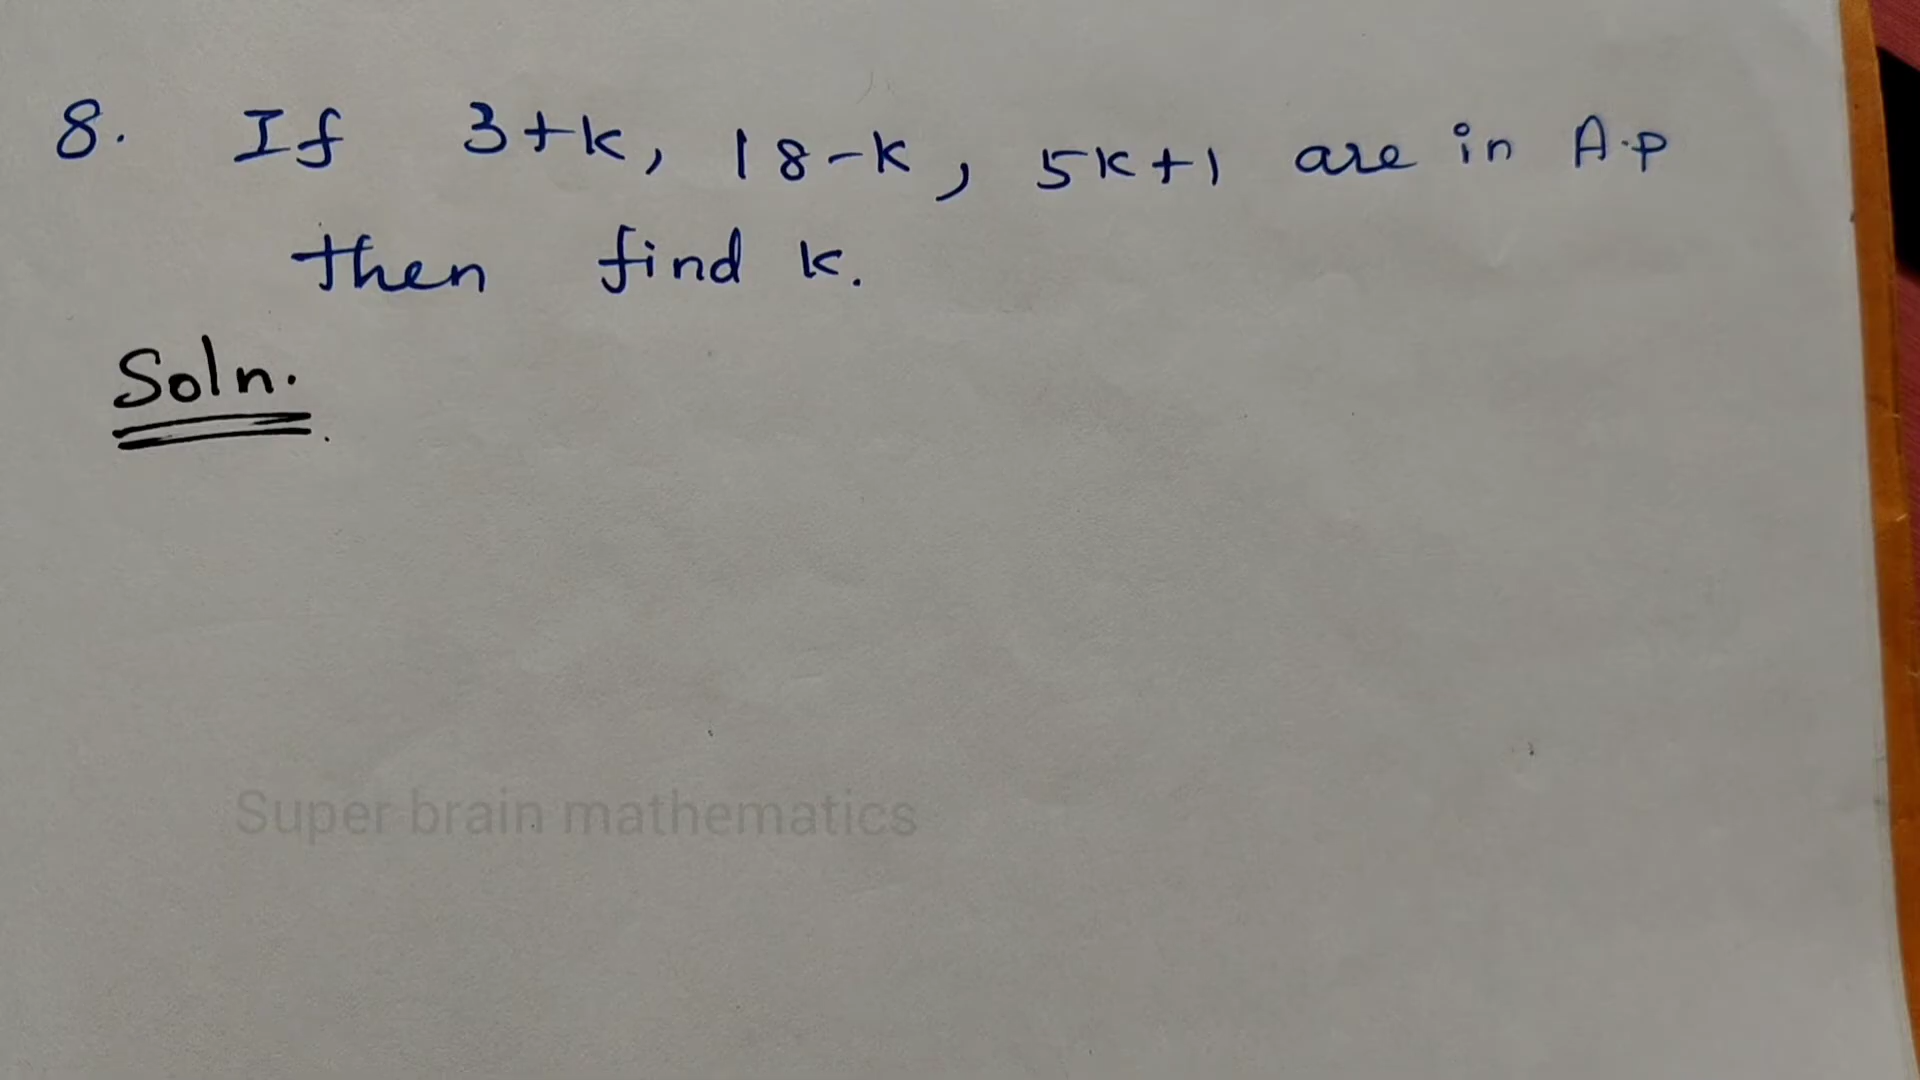 8. If 3+k, 18-k, 5k+1 are in A.P
then find k.
Soln.
Super brain mathematics